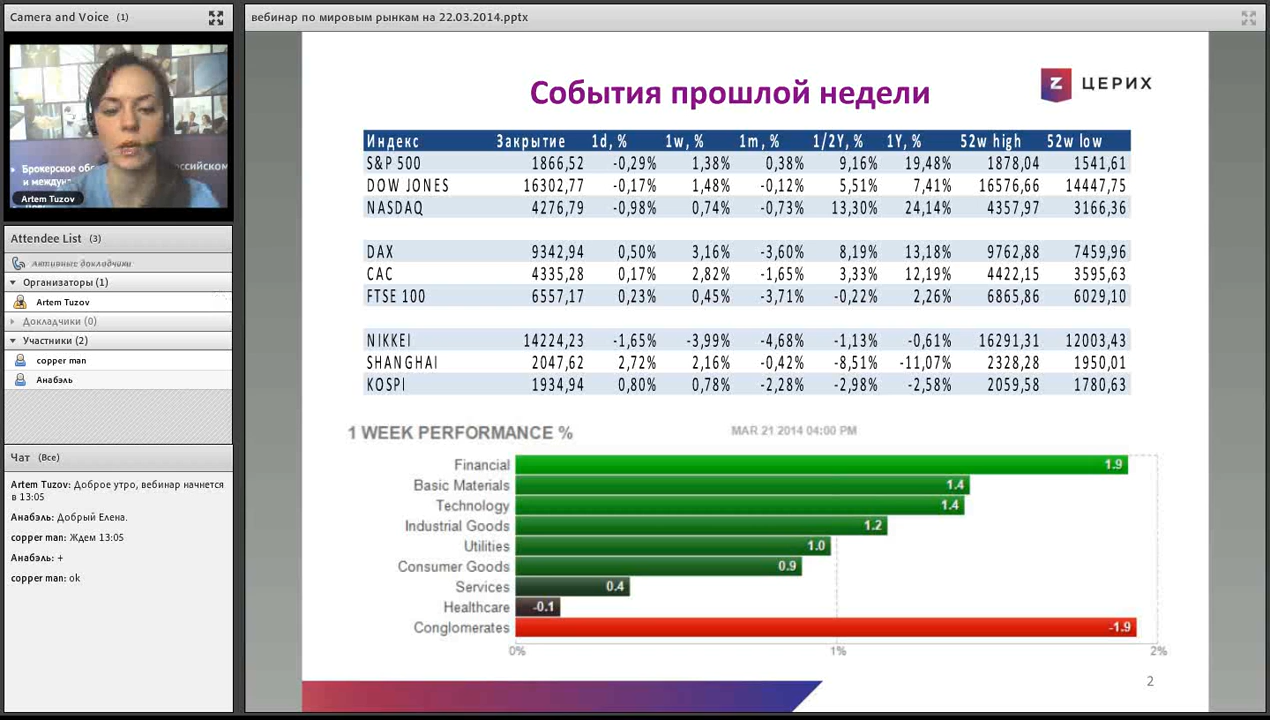 Camera and Voice (1)
вебинар по мировым рынкам на 22.03.2014.pptx
Брокерское об
ссийском
и междуна
Artem Tuzov
Attendee List (3)
Активные докладчики
Организаторы (1)
Artem Tuzov
Докладчики (0)
Участники (2)
copper man
Анабэль
Чат (Все)
Artem Tuzov: Доброе утро, вебинар начнется
в 13:05
Анабэль: Добрый Елена.
copper man: Ждем 13:05
Анабэль: +
copper man: ok
События прошлой недели
Z ЦЕРИХ
Индекс Закрытие 1d, % 1w, % 1m, % 1/2Y, % 1Y, % 52w high 52w low
S&P 500 1866,52 -0,29% 1,38% 0,38% 9,16% 19,48% 1878,04 1541,61
DOW JONES 16302,77 -0,17% 1,48% -0,12% 5,51% 7,41% 16576,66 14447,75
NASDAQ 4276,79 -0,98% 0,74% -0,73% 13,30% 24,14% 4357,97 3166,36
DAX 9342,94 0,50% 3,16% -3,60% 8,19% 13,18% 9762,88 7459,96
CAC 4335,28 0,17% 2,82% -1,65% 3,33% 12,19% 4422,15 3595,63
FTSE 100 6557,17 0,23% 0,45% -3,71% -0,22% 2,26% 6865,86 6029,10
NIKKEI 14224,23 -1,65% -3,99% -4,68% -1,13% -0,61% 16291,31 12003,43
SHANGHAI 2047,62 2,72% 2,16% -0,42% -8,51% -11,07% 2328,28 1950,01
KOSPI 1934,94 0,80% 0,78% -2,28% -2,98% -2,58% 2059,58 1780,63
1 WEEK PERFORMANCE % MAR 21 2014 04:00 PM
Financial 1.9
Basic Materials 1.4
Technology 1.4
Industrial Goods 1.2
Utilities 1.0
Consumer Goods 0.9
Services 0.4
Healthcare -0.1
Conglomerates -1.9
0% 1% 2%
2